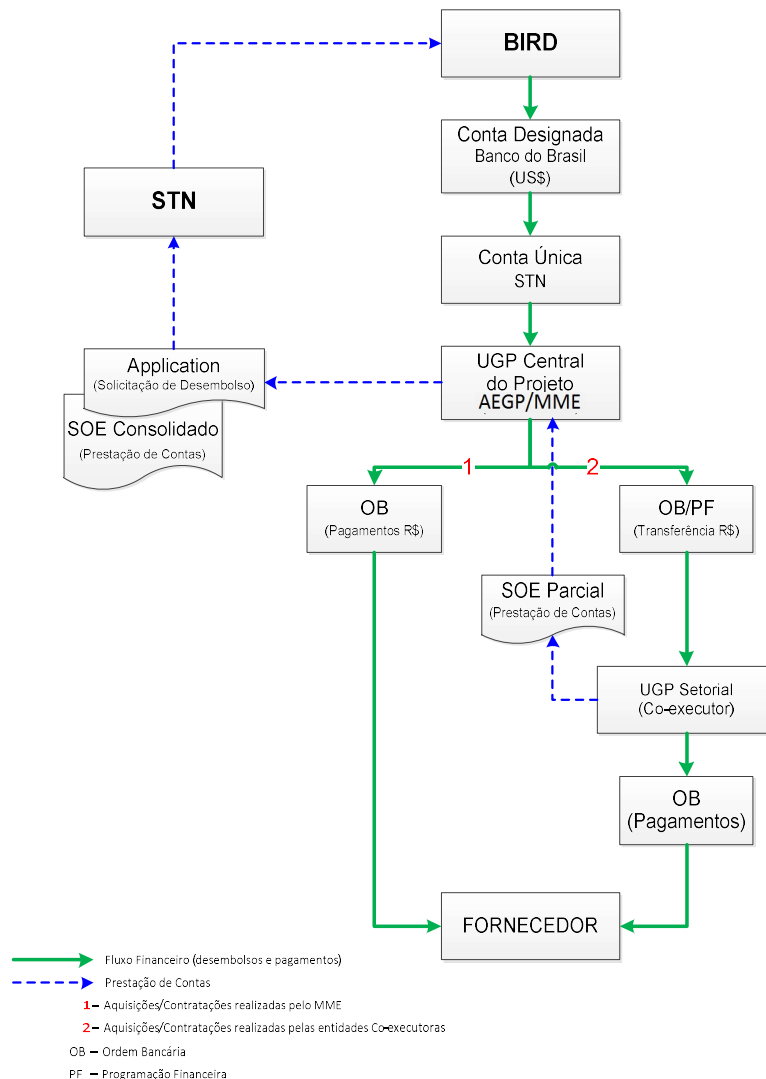 BIRD
Conta Designada
Banco do Brasil
(US$)
STN
Conta Única
STN
UGP Central
do Projeto
AEGP/MME
Application
(Solicitação de Desembolso)
SOE Consolidado
(Prestação de Contas)
1
2
OB
(Pagamentos R$)
OB/PF
(Transferência R$)
SOE Parcial
(Prestação de Contas)
UGP Setorial
(Co-executor)
OB
(Pagamentos)
FORNECEDOR
Fluxo Financeiro (desembolsos e pagamentos)
Prestação de Contas
1 – Aquisições/Contratações realizadas pelo MME
2 – Aquisições/Contratações realizadas pelas entidades Co-executoras
OB – Ordem Bancária
PF – Programação Financeira